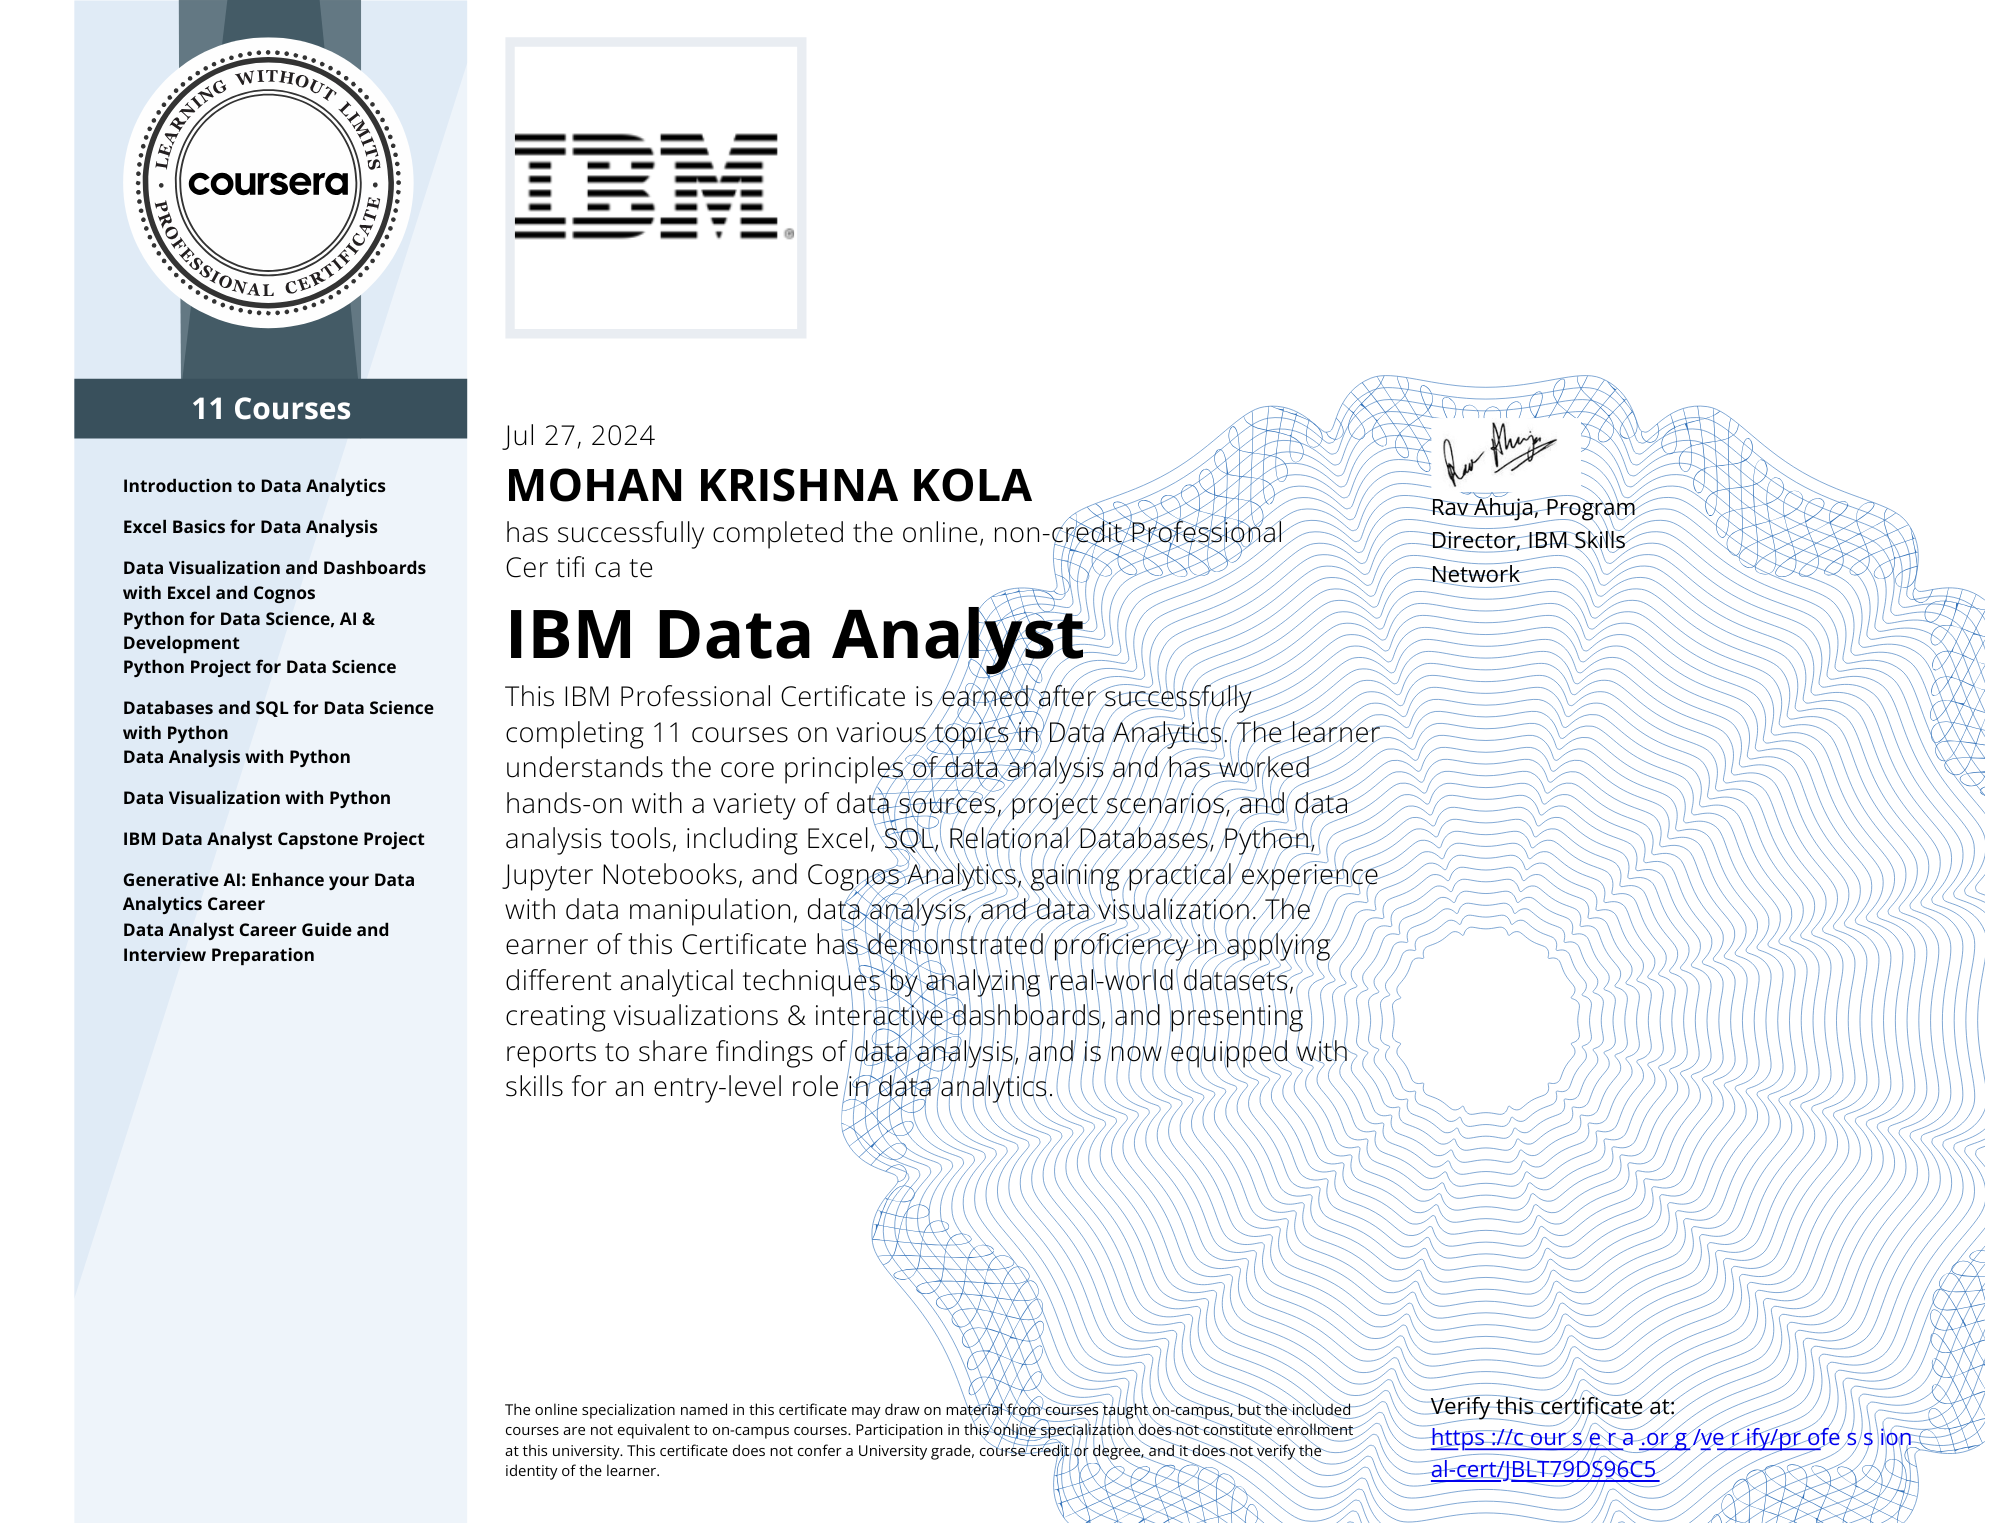 LEARNING WITHOUT LIMITS
coursera
PROFESSIONAL CERTIFICATE
11 Courses
Introduction to Data Analytics
Excel Basics for Data Analysis
Data Visualization and Dashboards
with Excel and Cognos
Python for Data Science, AI &
Development
Python Project for Data Science
Databases and SQL for Data Science
with Python
Data Analysis with Python
Data Visualization with Python
IBM Data Analyst Capstone Project
Generative AI: Enhance your Data
Analytics Career
Data Analyst Career Guide and
Interview Preparation
IBM®
Jul 27, 2024
MOHAN KRISHNA KOLA
has successfully completed the online, non-credit Professional
Cer tifi ca te
IBM Data Analyst
This IBM Professional Certificate is earned after successfully
completing 11 courses on various topics in Data Analytics. The learner
understands the core principles of data analysis and has worked
hands-on with a variety of data sources, project scenarios, and data
analysis tools, including Excel, SQL, Relational Databases, Python,
Jupyter Notebooks, and Cognos Analytics, gaining practical experience
with data manipulation, data analysis, and data visualization. The
earner of this Certificate has demonstrated proficiency in applying
different analytical techniques by analyzing real-world datasets,
creating visualizations & interactive dashboards, and presenting
reports to share findings of data analysis, and is now equipped with
skills for an entry-level role in data analytics.
Rav Ahuja
Rav Ahuja, Program
Director, IBM Skills
Network
The online specialization named in this certificate may draw on material from courses taught on-campus, but the included
courses are not equivalent to on-campus courses. Participation in this online specialization does not constitute enrollment
at this university. This certificate does not confer a University grade, course credit or degree, and it does not verify the
identity of the learner.
Verify this certificate at:
https ://c our s e r a .or g /ve r ify/pr ofe s s ion
al-cert/JBLT79DS96C5